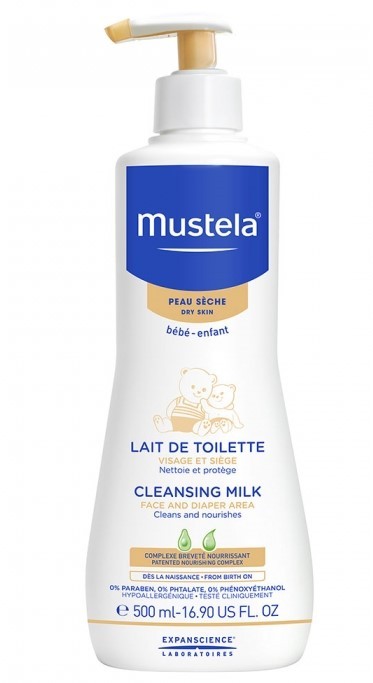 Mustela®
PEAU SÈCHE
DRY SKIN
bébé-enfant
LAIT DE TOILETTE
VISAGE ET SIÈGE
Nettoie et protège
CLEANSING MILK
FACE AND DIAPER AREA
Cleans and nourishes
COMPLEXE BREVETÉ NOURRISSANT
PATENTED NOURISHING COMPLEX
DÈS LA NAISSANCE • FROM BIRTH ON
0% PARABEN, 0% PHTALATE, 0% PHÉNOXYÉTHANOL
HYPOALLERGÉNIQUE • TESTÉ CLINIQUEMENT
℮ 500 ml-16.90 US FL. OZ
EXPANSCIENCE®
LABORATOIRES